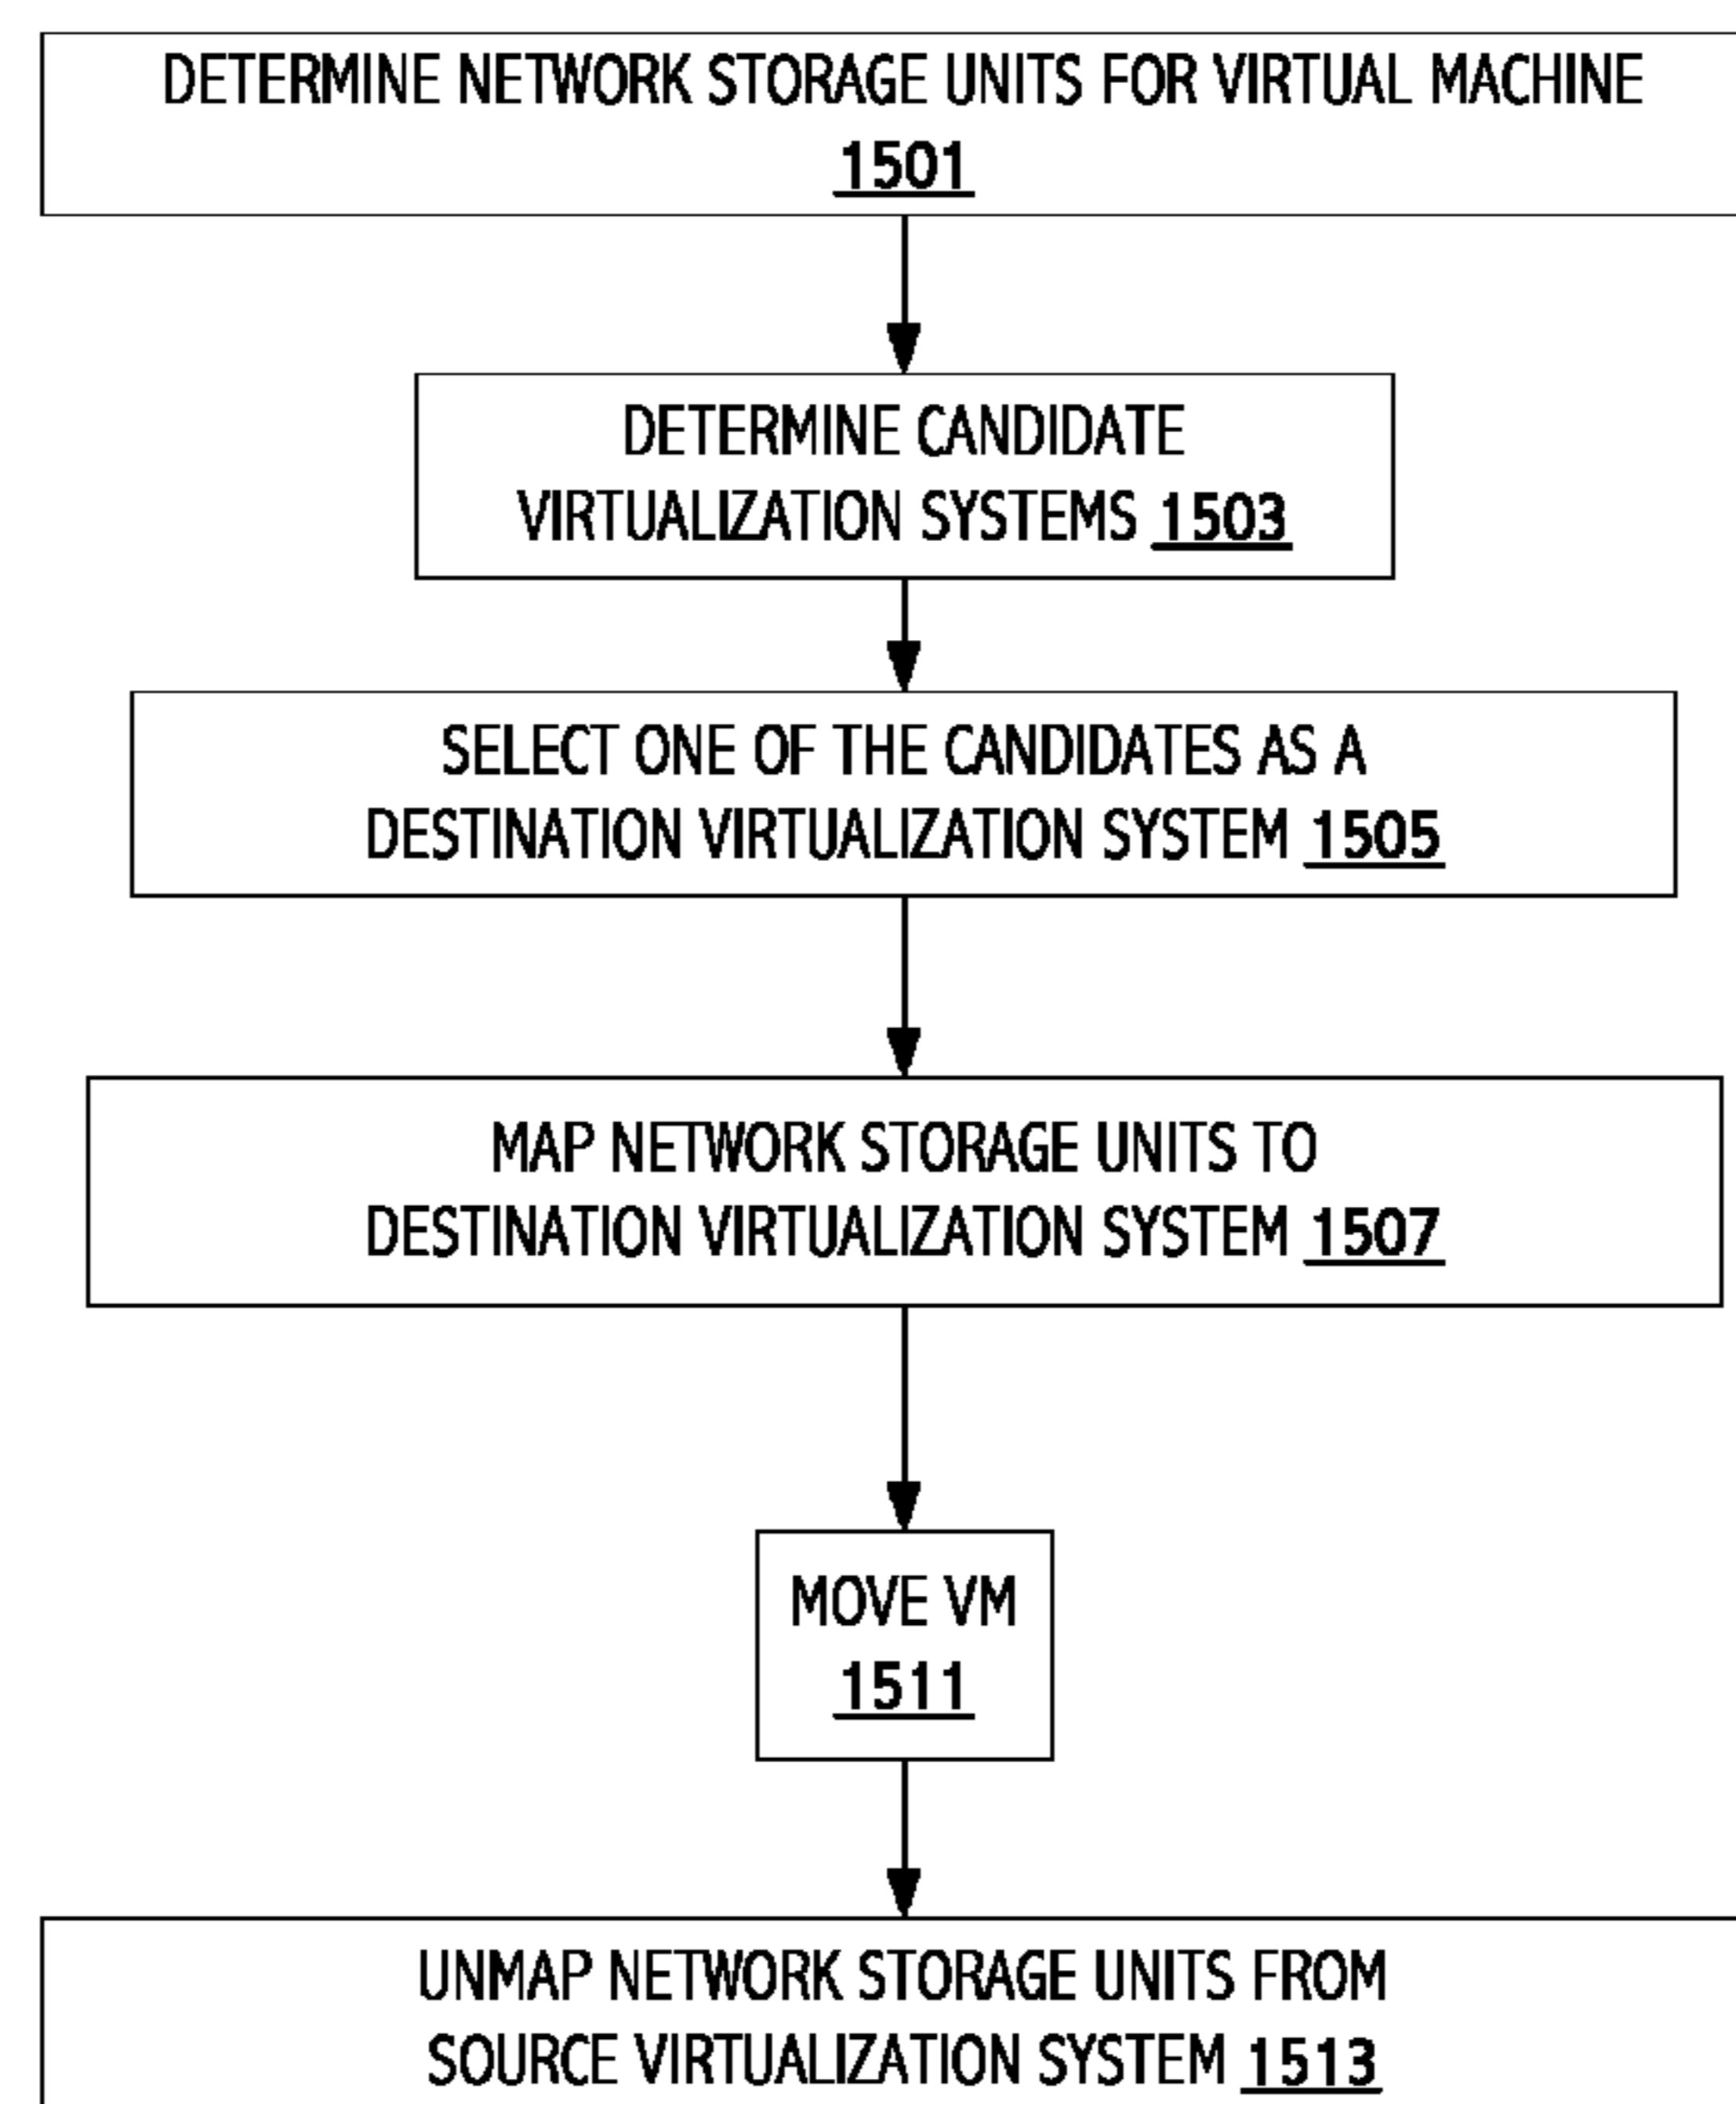 DETERMINE NETWORK STORAGE UNITS FOR VIRTUAL MACHINE
1501
DETERMINE CANDIDATE
VIRTUALIZATION SYSTEMS 1503
SELECT ONE OF THE CANDIDATES AS A
DESTINATION VIRTUALIZATION SYSTEM 1505
MAP NETWORK STORAGE UNITS TO
DESTINATION VIRTUALIZATION SYSTEM 1507
MOVE VM
1511
UNMAP NETWORK STORAGE UNITS FROM
SOURCE VIRTUALIZATION SYSTEM 1513